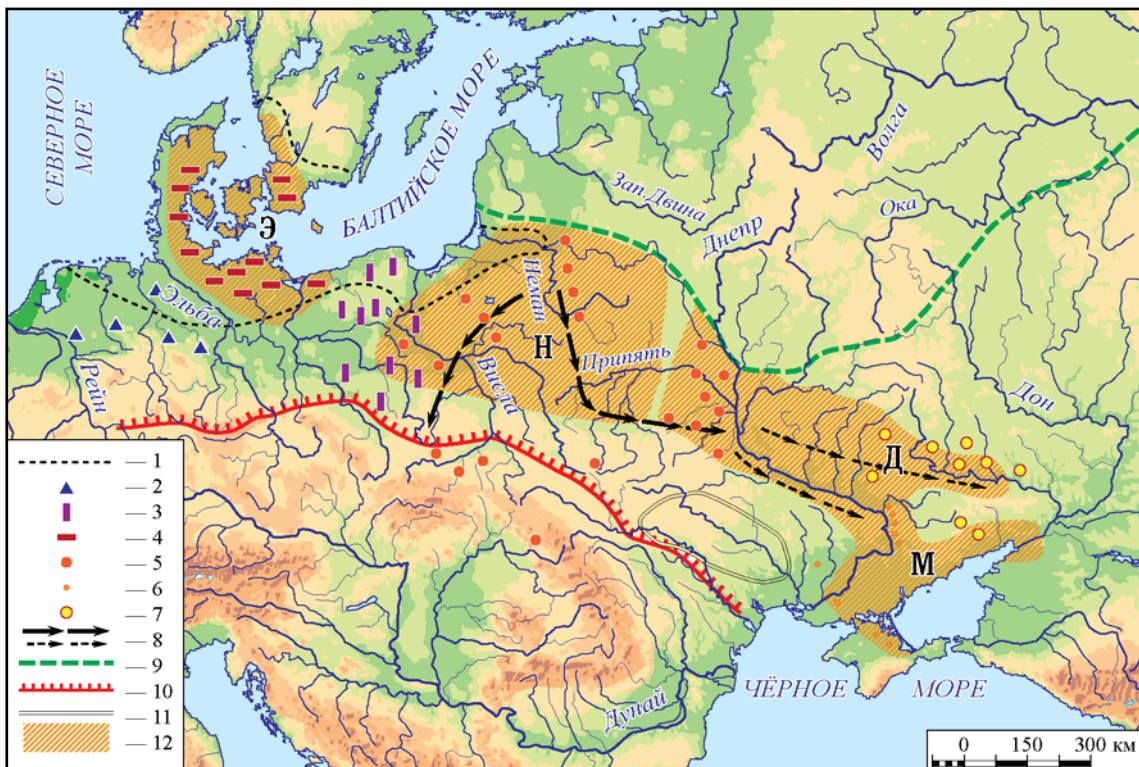 СЕВЕРНОЕ
МОРЕ
БАЛТИЙСКОЕ МОРЕ
Волга
Зап. Двина
Ока
Днепр
Э
Эльба
Неман
Н
Припять
Рейн
Висла
Дон
Д
М
ЧЁРНОЕ МОРЕ
Дунай
— 1
— 2
— 3
— 4
— 5
— 6
— 7
— 8
— 9
— 10
— 11
— 12
0 150 300 км